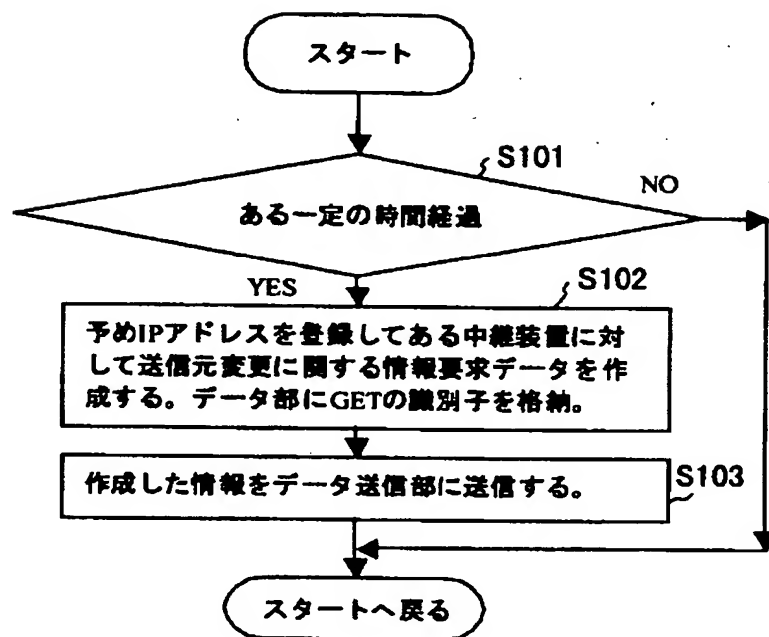 スタート
S101
NO
ある一定の時間経過
YES
S102
予めIPアドレスを登録してある中継装置に対
して送信元変更に関する情報要求データを作
成する。データ部にGETの識別子を格納。
S103
作成した情報をデータ送信部に送信する。
スタートへ戻る